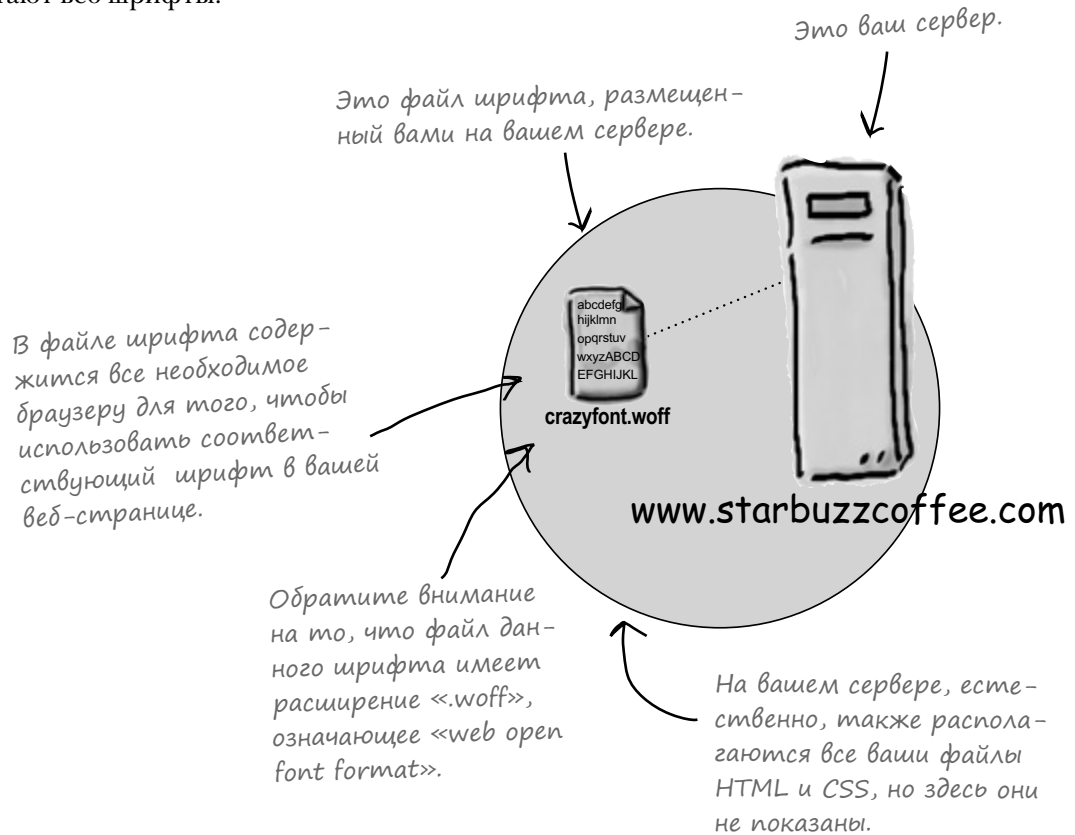 веб-шрифты.
Это ваш сервер.
Это файл шрифта, размещен-
ный вами на вашем сервере.
abcdefg
hijklmn
opqrstuv
wxyzABCD
EFGHIJKL
crazyfont.woff
В файле шрифта содер-
жится все необходимое
браузеру для того, чтобы
использовать соответ-
ствующий шрифт в вашей
веб-странице.
www.starbuzzcoffee.com
Обратите внимание
на то, что файл дан-
ного шрифта имеет
расширение «.woff»,
означающее «web open
font format».
На вашем сервере, есте-
ственно, также распола-
гаются все ваши файлы
HTML и CSS, но здесь они
не показаны.